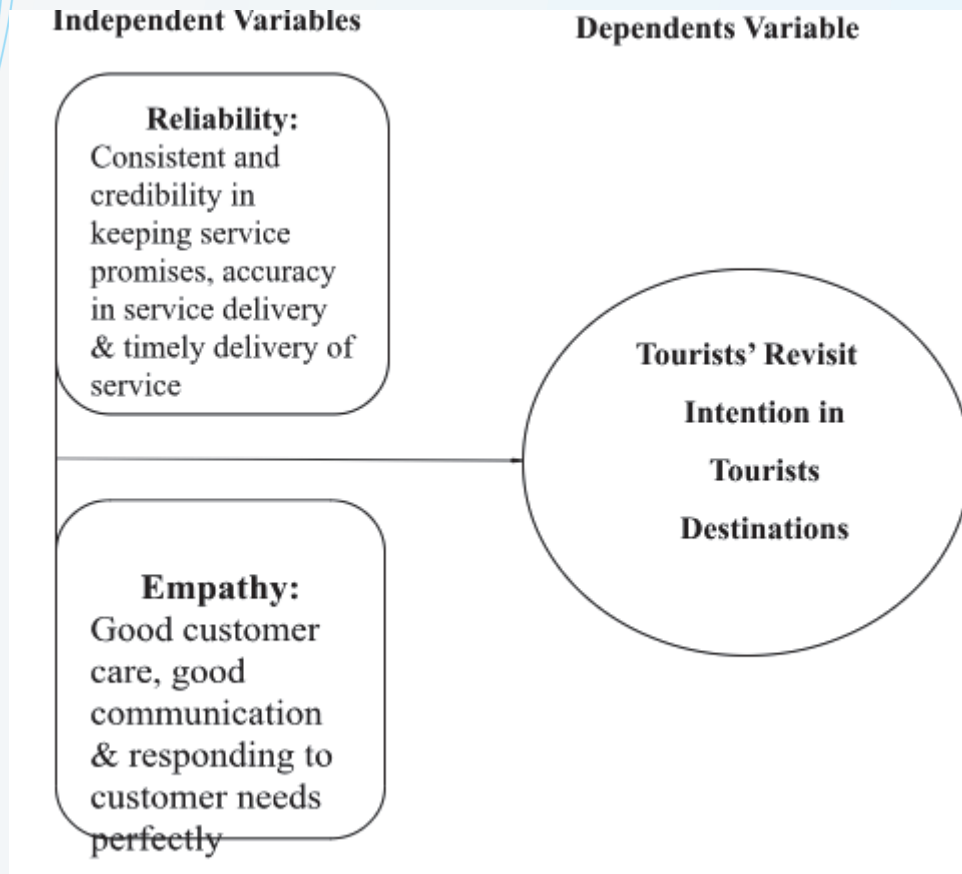 Independent Variables
Dependents Variable
Reliability:
Consistent and
credibility in
keeping service
promises, accuracy
in service delivery
& timely delivery of
service
Tourists’ Revisit
Intention in
Tourists
Destinations
Empathy:
Good customer
care, good
communication
& responding to
customer needs
perfectly